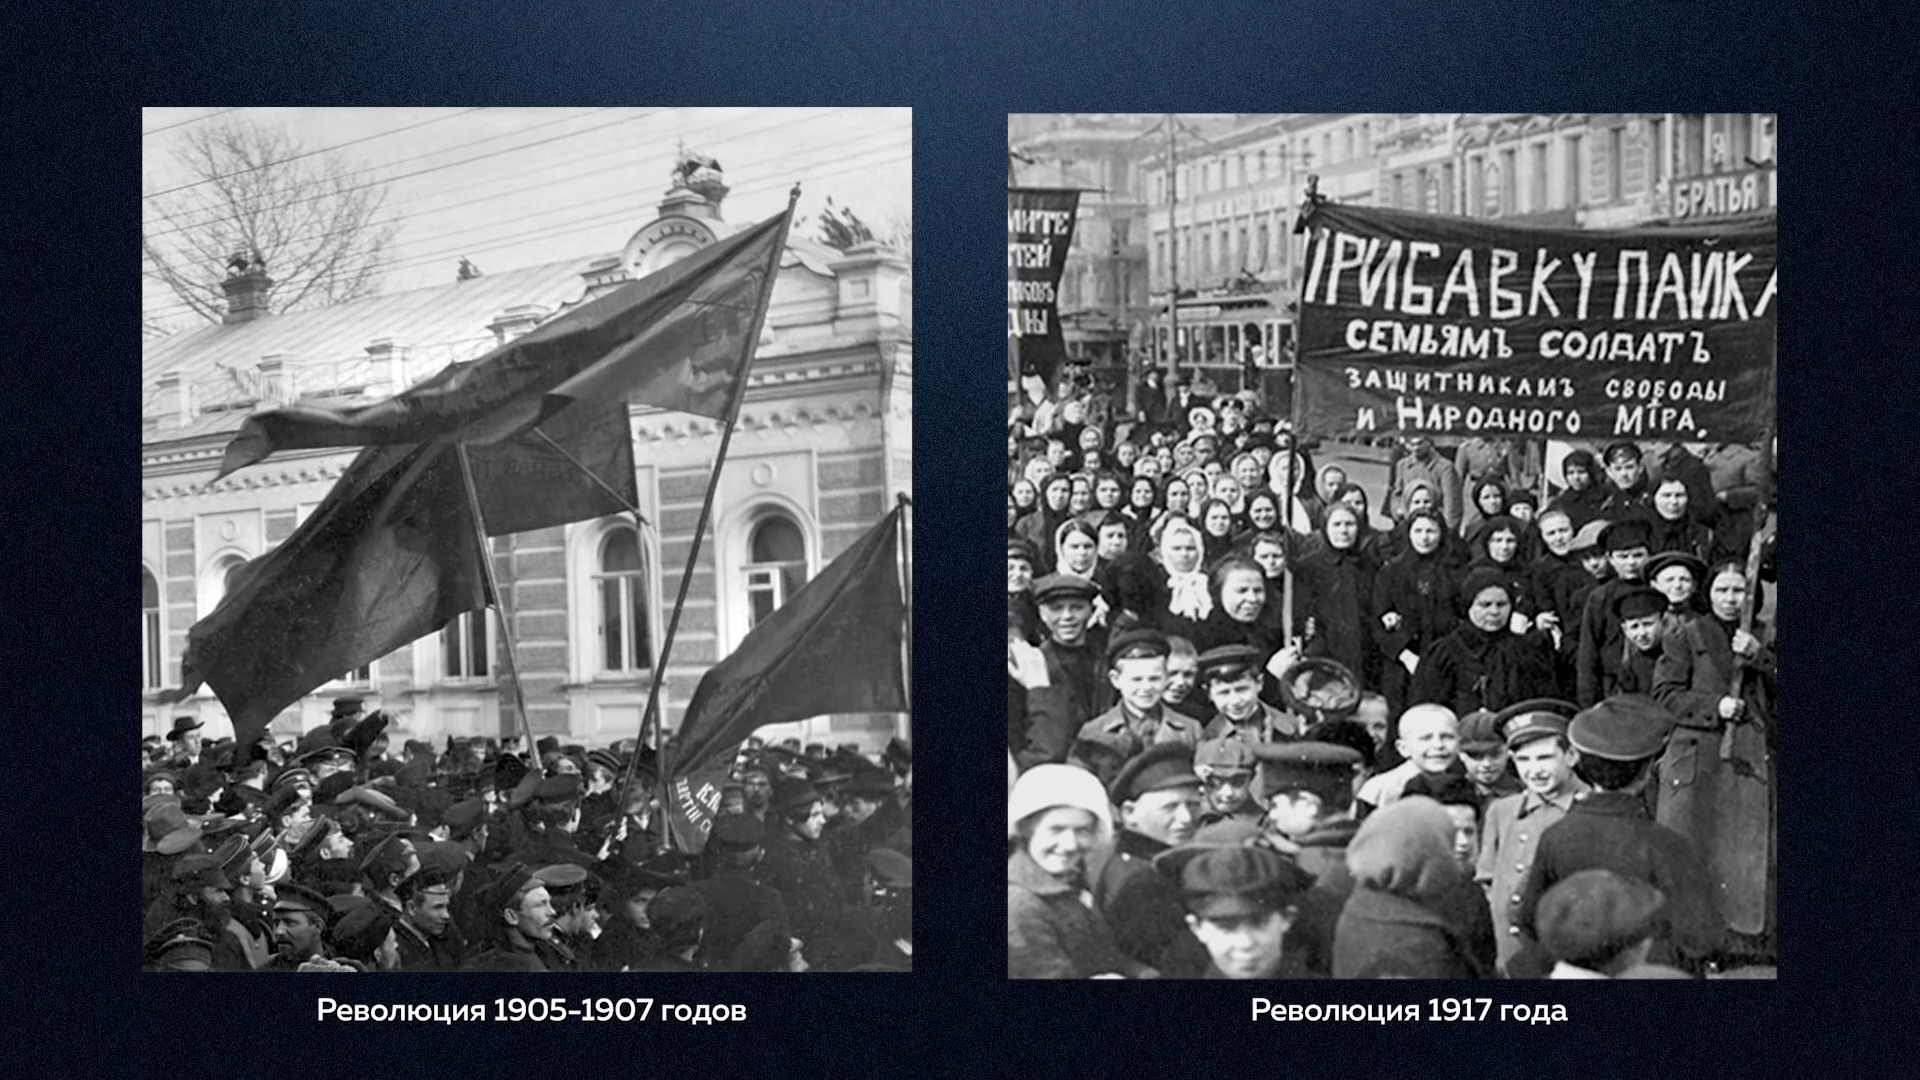 БРАТЬЯ
ПРИБАВКУ ПАЙКА
СЕМЬЯМЪ СОЛДАТЪ
ЗАЩИТНИКАМЪ СВОБОДЫ
И НАРОДНОГО МIРА.
Революция 1905-1907 годов
Революция 1917 года